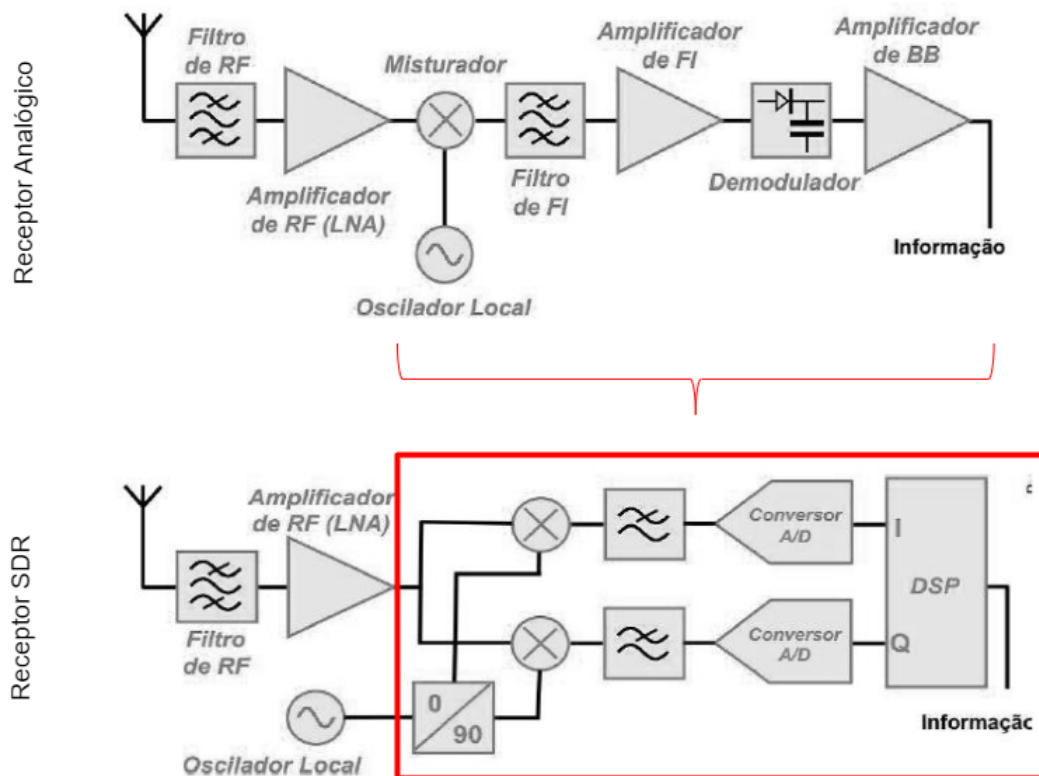 Receptor Analógico
Filtro
de RF
Amplificador
de RF (LNA)
Misturador
Oscilador Local
Filtro
de FI
Amplificador
de FI
Demodulador
Amplificador
de BB
Informação
Receptor SDR
Filtro
de RF
Amplificador
de RF (LNA)
Oscilador Local
0
90
Conversor
A/D
Conversor
A/D
I
Q
DSP
Informação